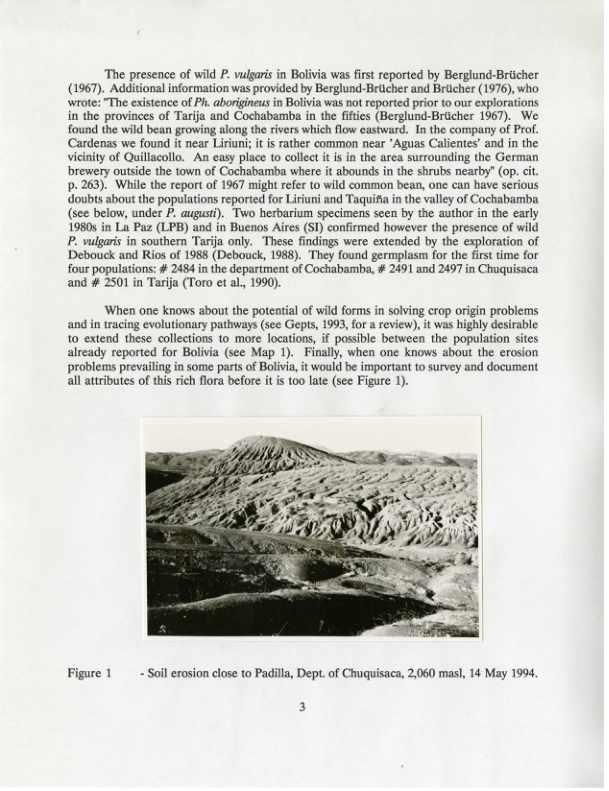 The presence of wild P. vulgaris in Bolivia was first reported by Berglund-Brücher
(1967). Additional information was provided by Berglund-Brücher and Brücher (1976), who
wrote: "The existence of Ph. aborigineus in Bolivia was not reported prior to our explorations
in the provinces of Tarija and Cochabamba in the fifties (Berglund-Brücher 1967). We
found the wild bean growing along the rivers which flow eastward. In the company of Prof.
Cardenas we found it near Liriuni; it is rather common near 'Aguas Calientes' and in the
vicinity of Quillacollo. An easy place to collect it is in the area surrounding the German
brewery outside the town of Cochabamba where it abounds in the shrubs nearby" (op. cit.
p. 263). While the report of 1967 might refer to wild common bean, one can have serious
doubts about the populations reported for Liriuni and Taquiña in the valley of Cochabamba
(see below, under P. augusti). Two herbarium specimens seen by the author in the early
1980s in La Paz (LPB) and in Buenos Aires (SI) confirmed however the presence of wild
P. vulgaris in southern Tarija only. These findings were extended by the exploration of
Debouck and Rios of 1988 (Debouck, 1988). They found germplasm for the first time for
four populations: # 2484 in the department of Cochabamba, # 2491 and 2497 in Chuquisaca
and # 2501 in Tarija (Toro et al., 1990).
When one knows about the potential of wild forms in solving crop origin problems
and in tracing evolutionary pathways (see Gepts, 1993, for a review), it was highly desirable
to extend these collections to more locations, if possible between the population sites
already reported for Bolivia (see Map 1). Finally, when one knows about the erosion
problems prevailing in some parts of Bolivia, it would be important to survey and document
all attributes of this rich flora before it is too late (see Figure 1).
Figure 1 - Soil erosion close to Padilla, Dept. of Chuquisaca, 2,060 masl, 14 May 1994.
3